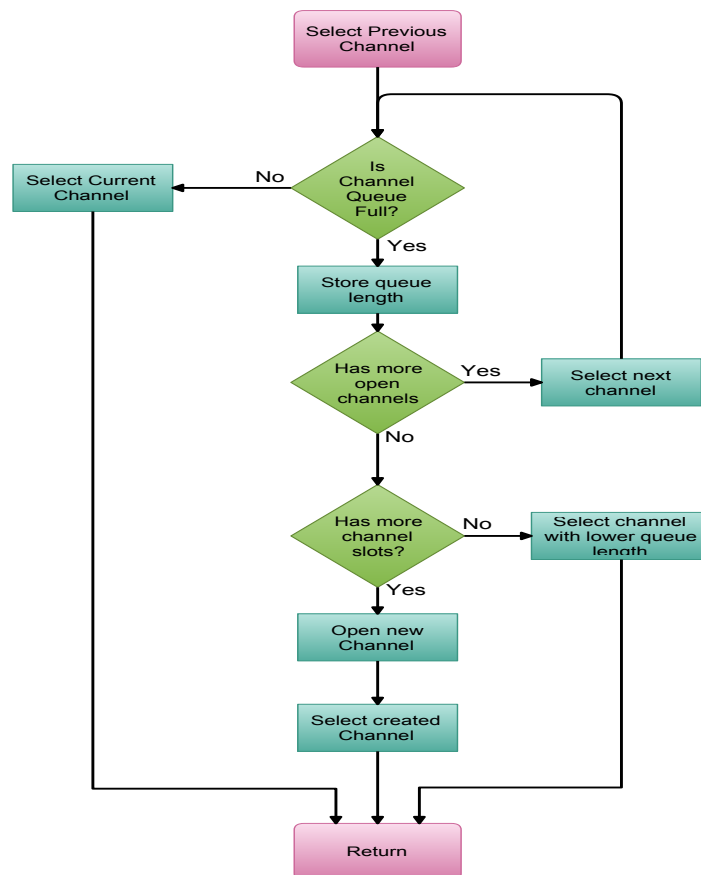 Select Previous
Channel
Is
Channel
Queue
Full?
No
Select Current
Channel
Yes
Store queue
length
Has more
open
channels
Yes
Select next
channel
No
Has more
channel
slots?
No
Select channel
with lower queue
length
Yes
Open new
Channel
Select created
Channel
Return